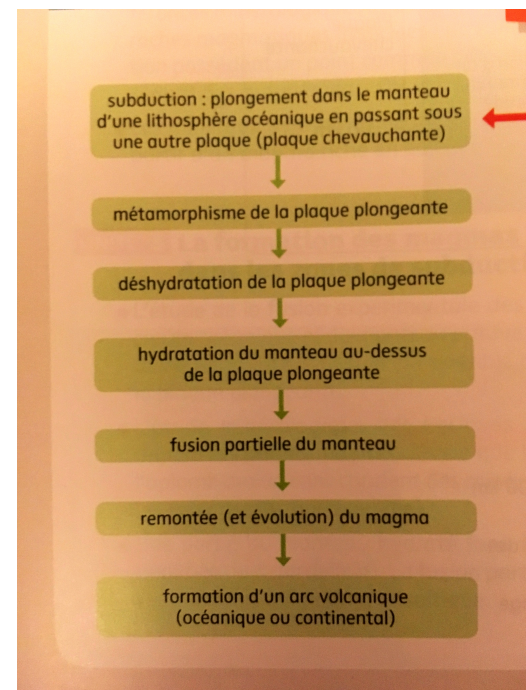 subduction : plongement dans le manteau
d'une lithosphère océanique en passant sous
une autre plaque (plaque chevauchante)
métamorphisme de la plaque plongeante
déshydratation de la plaque plongeante
hydratation du manteau au-dessus
de la plaque plongeante
fusion partielle du manteau
remontée (et évolution) du magma
formation d'un arc volcanique
(océanique ou continental)